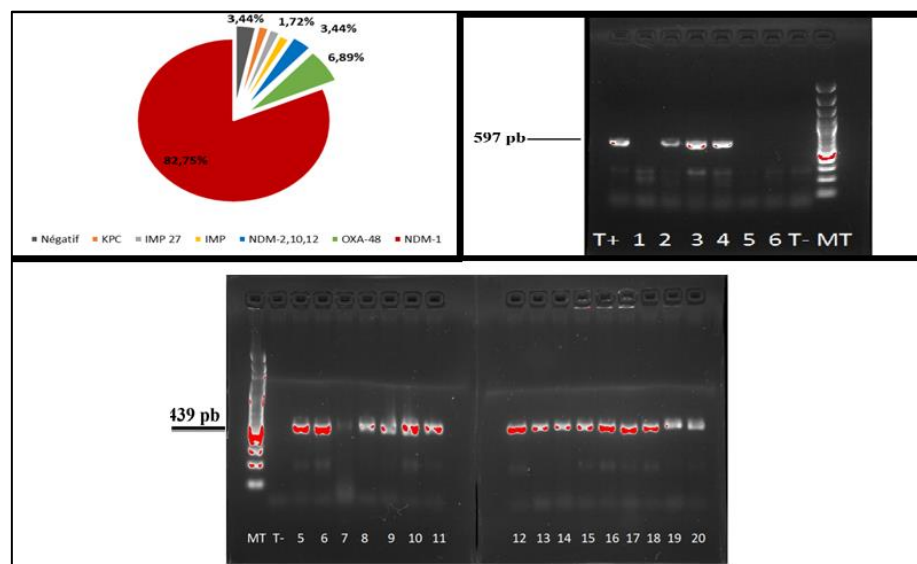 3,44%
1,72%
3,44%
6,89%
82,75%
Négatif KPC IMP 27 IMP NDM-2,10,12 OXA-48 NDM-1
597 pb
T+ 1 2 3 4 5 6 T- MT
439 pb
MT T- 5 6 7 8 9 10 11 12 13 14 15 16 17 18 19 20